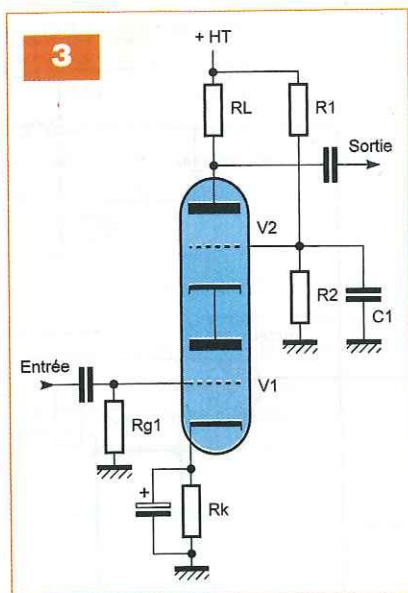 3
+ HT
RL
R1
Sortie
V2
R2
C1
Entrée
V1
Rg1
+
Rk